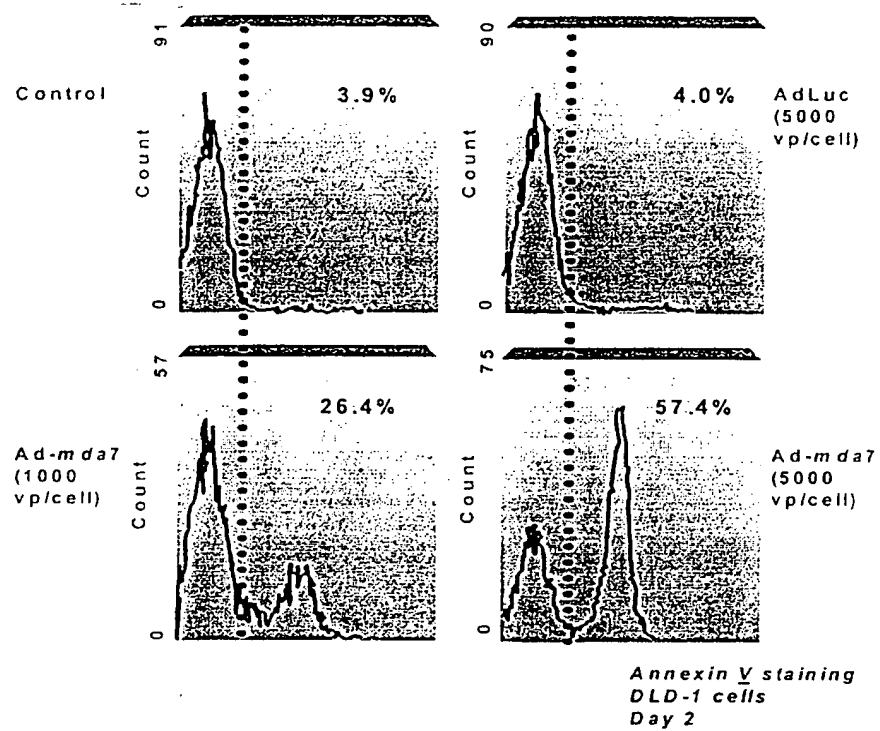 91
Control
3.9%
Count
0
90
4.0%
AdLuc
(5000
vp/cell)
Count
0
57
26.4%
Ad-mda7
(1000
vp/cell)
Count
0
75
57.4%
Ad-mda7
(5000
vp/cell)
Count
0
Annexin V staining
DLD-1 cells
Day 2